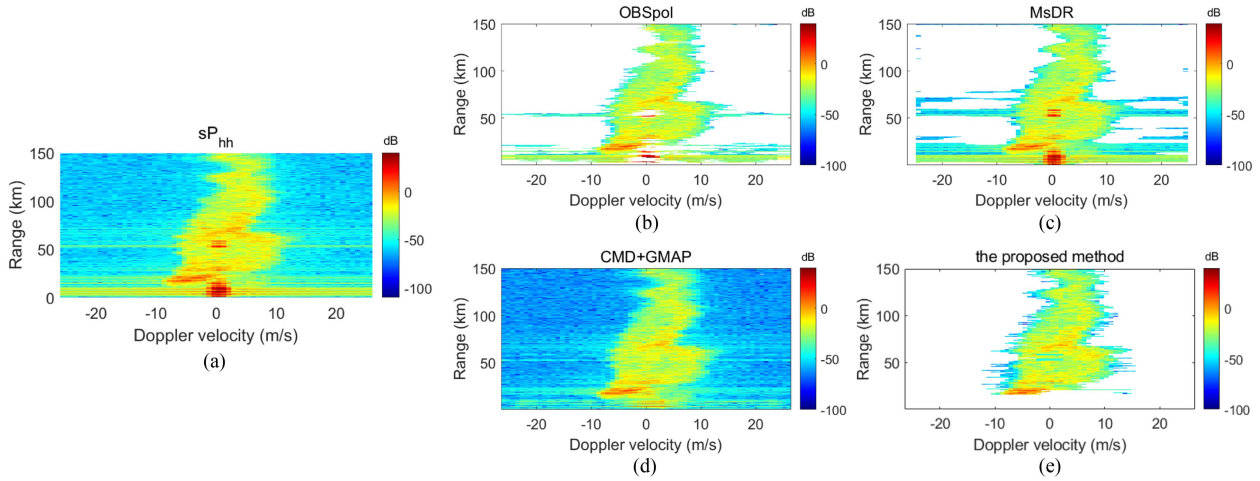 sP_hh
dB
Range (km)
150
100
50
0
0
-50
-100
-20
-10
0
10
20
Doppler velocity (m/s)
(a)
OBSpol
dB
Range (km)
150
100
50
0
-50
-100
-20
-10
0
10
20
Doppler velocity (m/s)
(b)
MsDR
dB
Range (km)
150
100
50
0
-50
-100
-20
-10
0
10
20
Doppler velocity (m/s)
(c)
CMD+GMAP
dB
Range (km)
150
100
50
0
-50
-100
-20
-10
0
10
20
Doppler velocity (m/s)
(d)
the proposed method
dB
Range (km)
150
100
50
0
-50
-100
-20
-10
0
10
20
Doppler velocity (m/s)
(e)